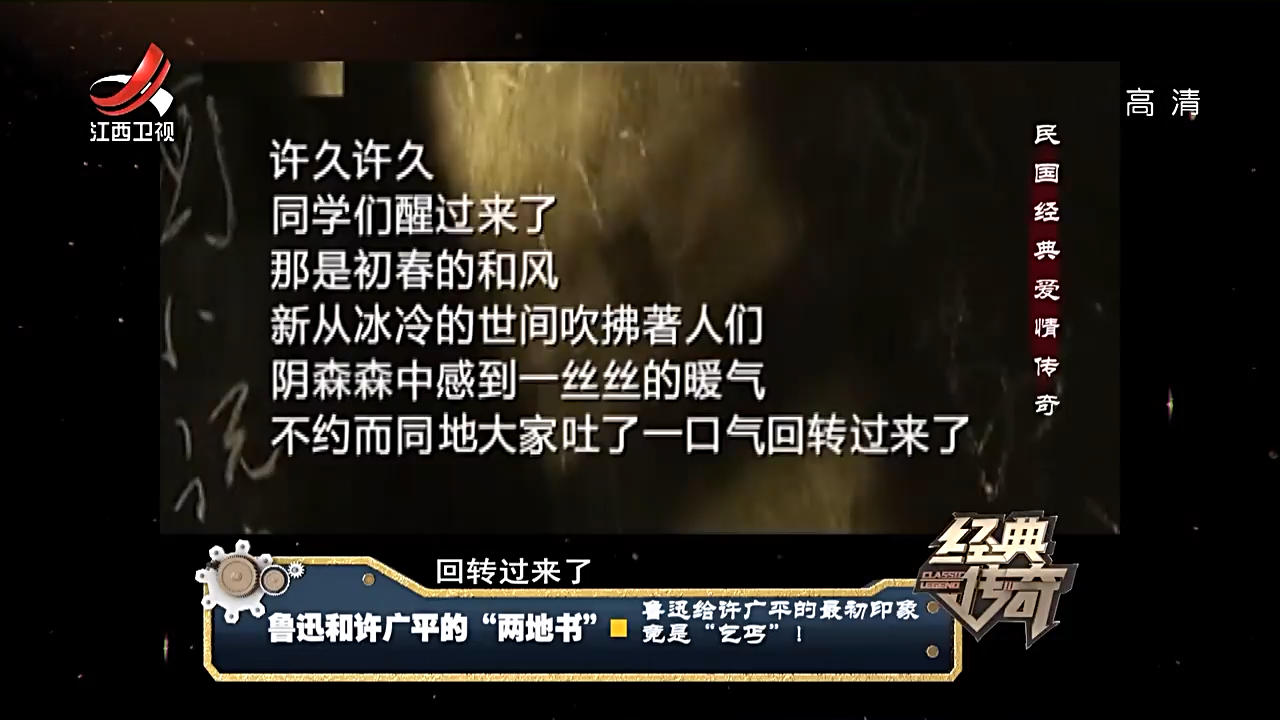 江西卫视
高清
民国经典爱情传奇
许久许久
同学们醒过来了
那是初春的和风
新从冰冷的世间吹拂著人们
阴森森中感到一丝丝的暖气
不约而同地大家吐了一口气回转过来了
小说
回转过来了
鲁迅和许广平的“两地书”
鲁迅给许广平的最初印象
竟是“乞丐”！
经典传奇
CLASSIC
LEGEND